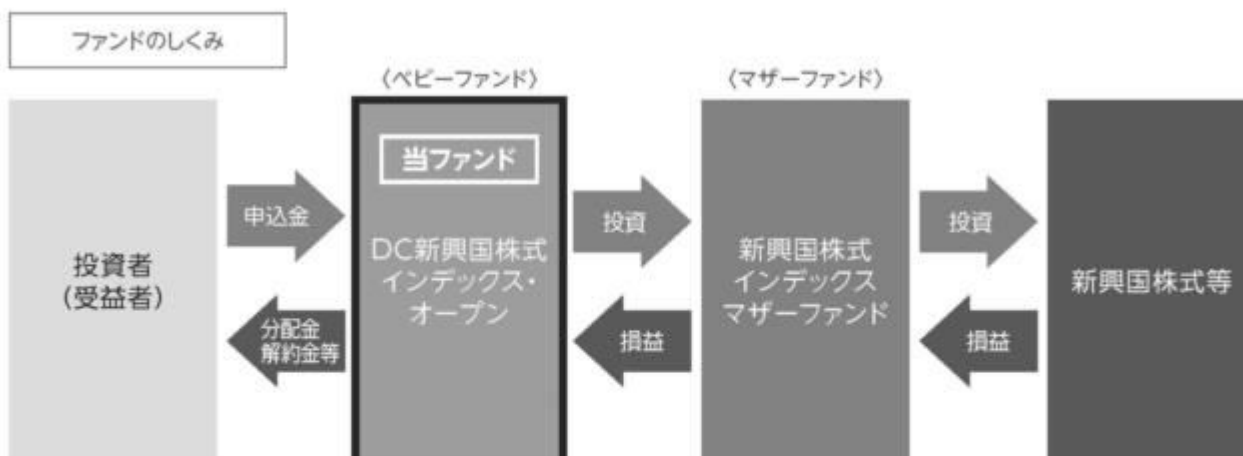 ファンドのしくみ
〈ベビーファンド〉
〈マザーファンド〉
投資者
(受益者)
申込金
分配金
解約金等
当ファンド
DC新興国株式
インデックス・
オープン
投資
損益
新興国株式
インデックス
マザーファンド
投資
損益
新興国株式等